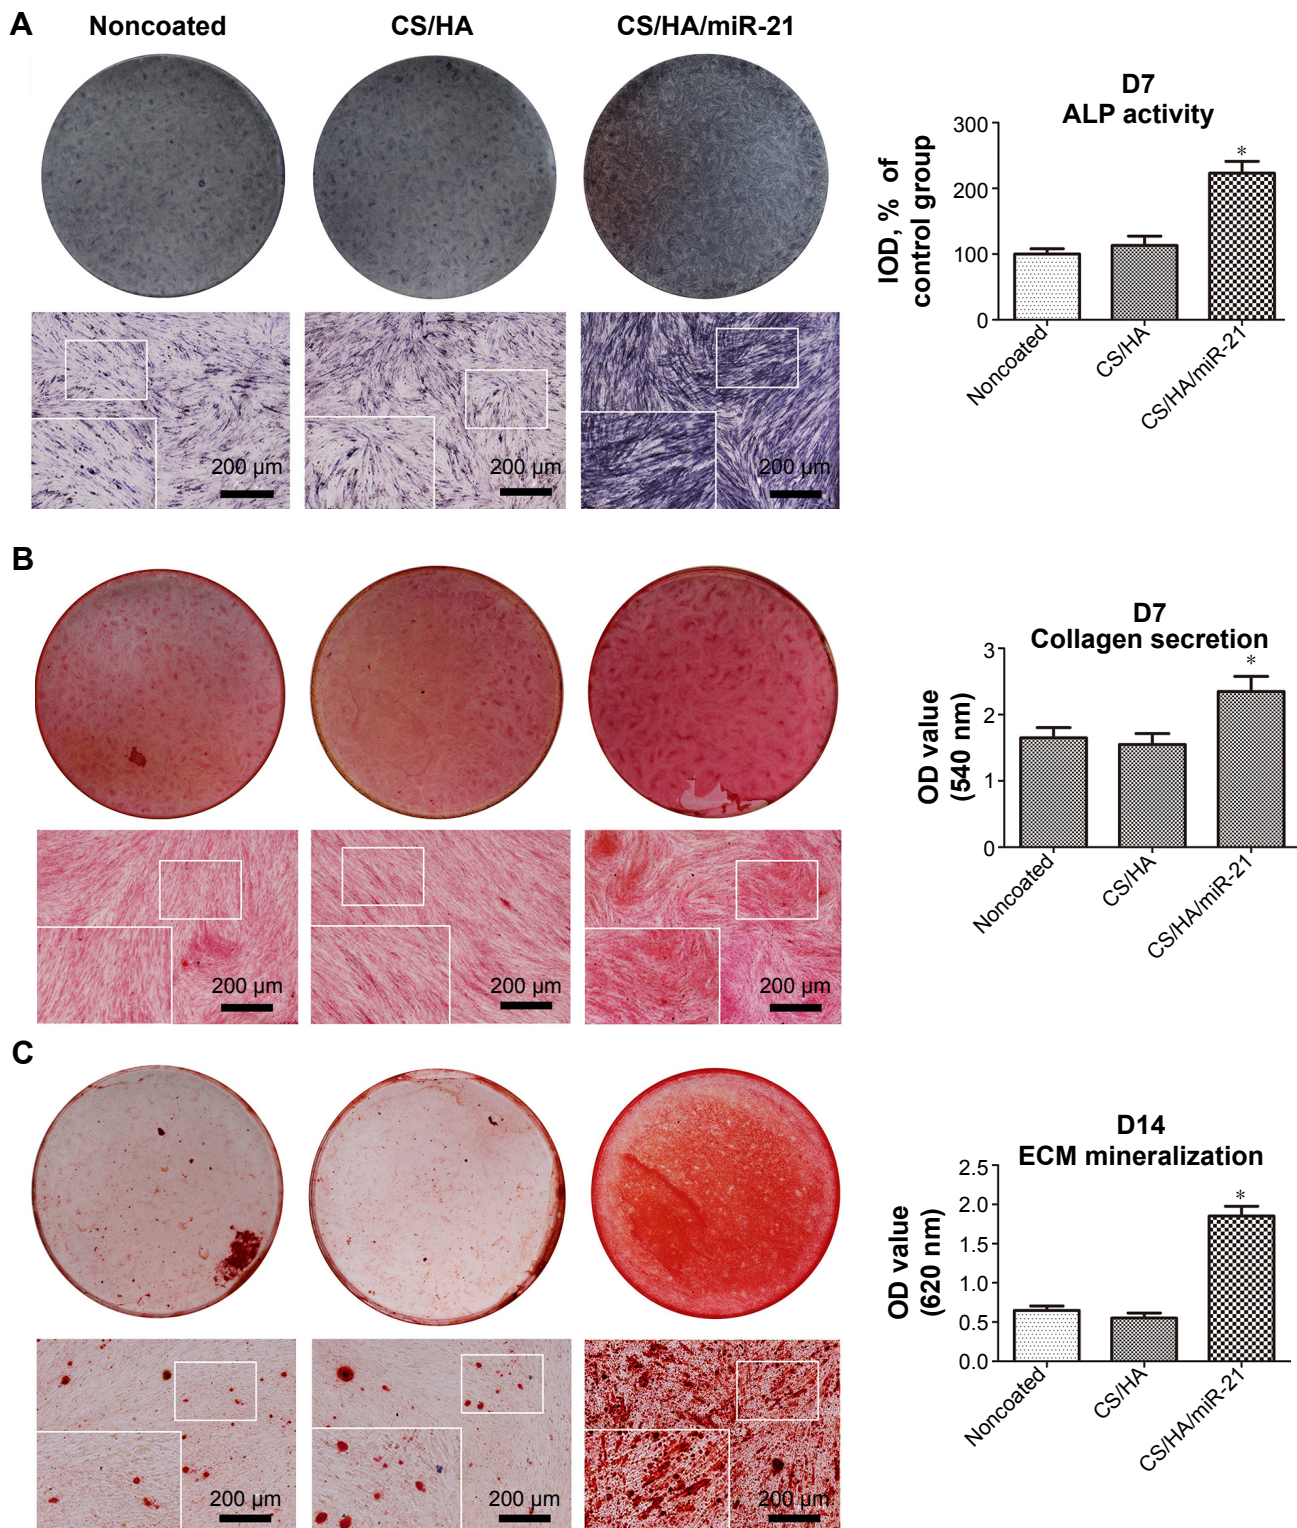 A
Noncoated
CS/HA
CS/HA/miR-21
200 µm
200 µm
200 µm
D7
ALP activity
IOD, % of
control group
300
200
100
0
*
Noncoated
CS/HA
CS/HA/miR-21
B
200 µm
200 µm
200 µm
D7
Collagen secretion
OD value
(540 nm)
3
2
1
0
*
Noncoated
CS/HA
CS/HA/miR-21
C
200 µm
200 µm
200 µm
D14
ECM mineralization
OD value
(620 nm)
2.5
2.0
1.5
1.0
0.5
0.0
*
Noncoated
CS/HA
CS/HA/miR-21